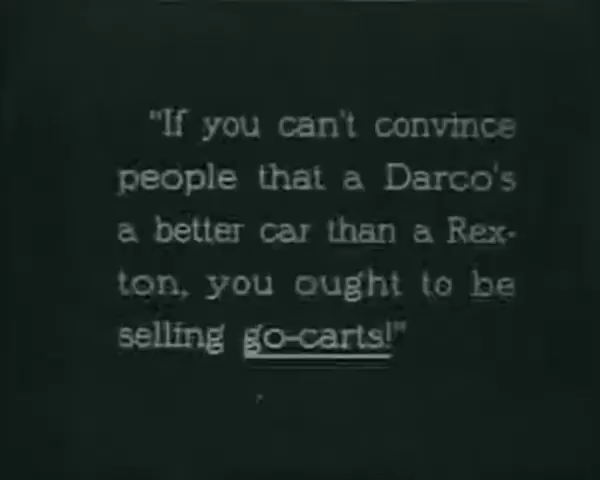 "If you can't convince
people that a Darco's
a better car than a Rex-
ton, you ought to be
selling go-carts!"